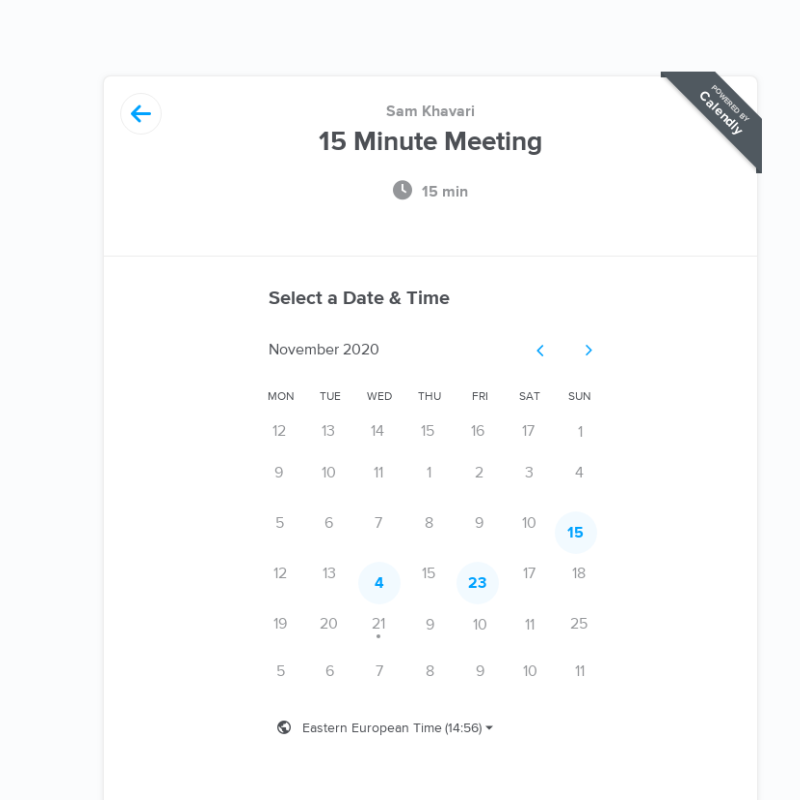 POWERED BY
Calendly
Sam Khavari
15 Minute Meeting
15 min
Select a Date & Time
November 2020
MON TUE WED THU FRI SAT SUN
12 13 14 15 16 17 1
9 10 11 1 2 3 4
5 6 7 8 9 10 15
12 13 4 15 23 17 18
19 20 21 9 10 11 25
5 6 7 8 9 10 11
Eastern European Time (14:56)